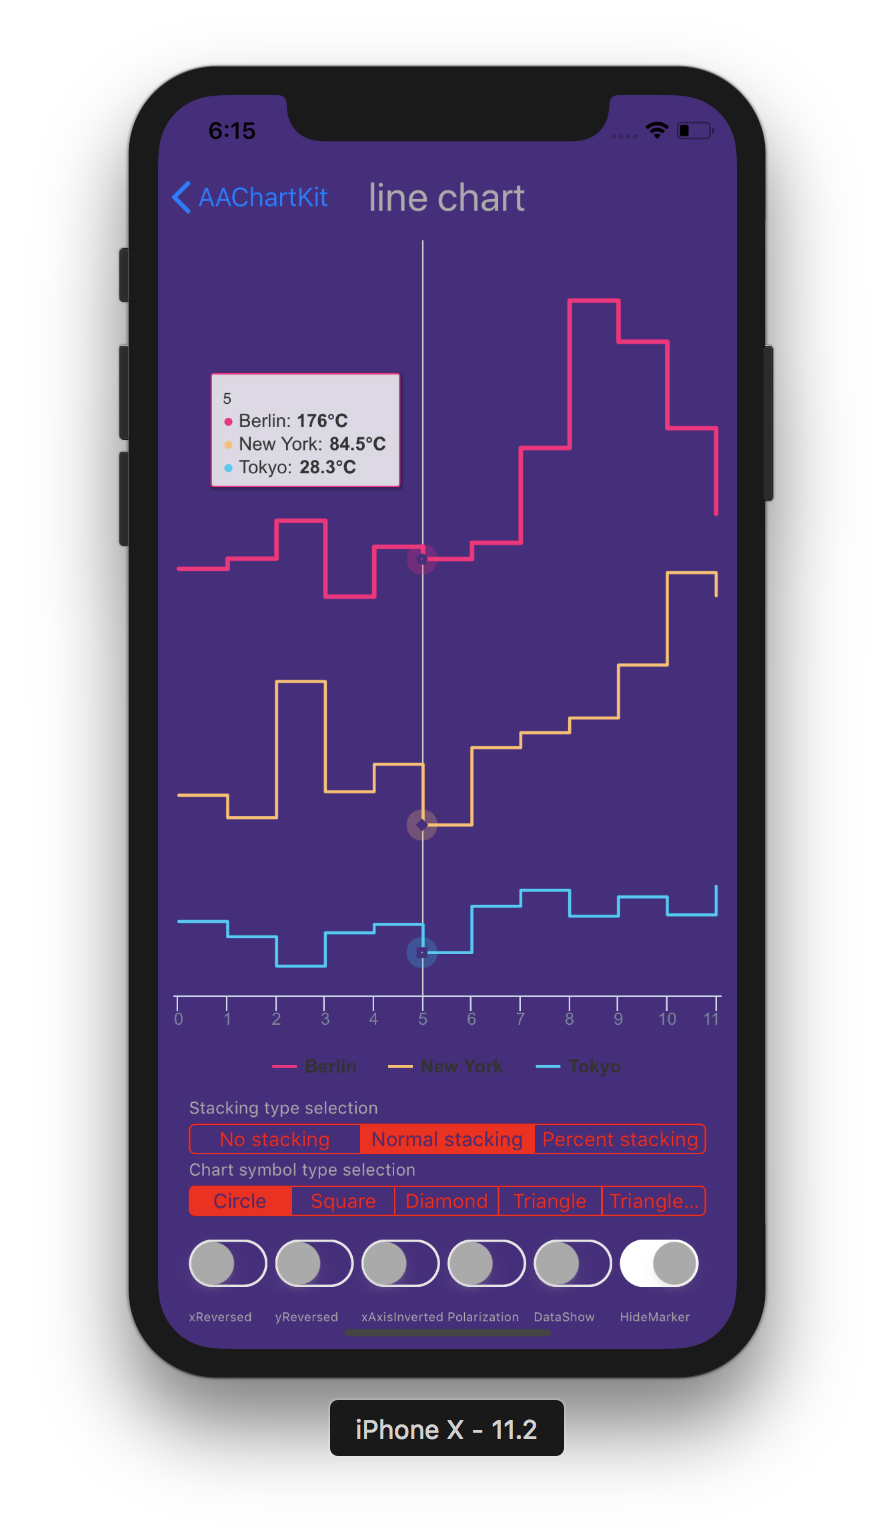 6:15
AAChartKit line chart
5
Berlin: 176°C
New York: 84.5°C
Tokyo: 28.3°C
0 1 2 3 4 5 6 7 8 9 10 11
Berlin New York Tokyo
Stacking type selection
No stacking Normal stacking Percent stacking
Chart symbol type selection
Circle Square Diamond Triangle Triangle...
xReversed yReversed xAxisInverted Polarization DataShow HideMarker
iPhone X - 11.2